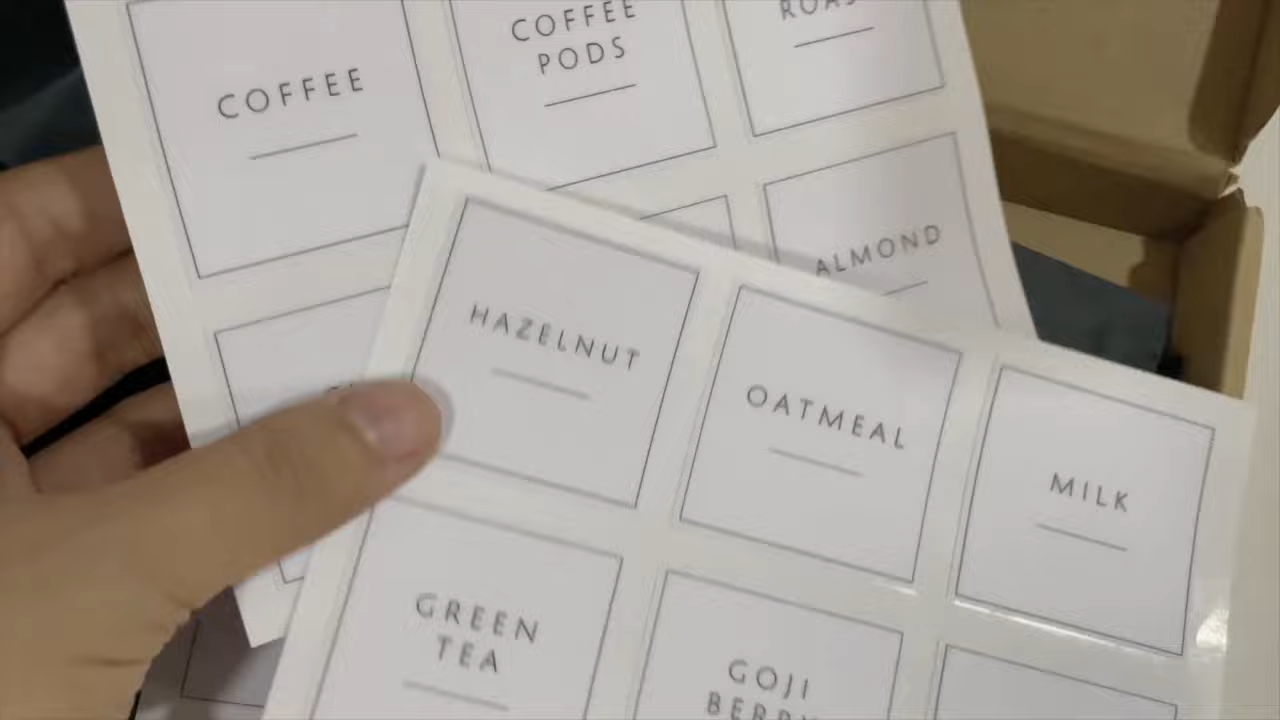 COFFEE
COFFEE
PODS
ALMOND
HAZELNUT
OATMEAL
MILK
GREEN
TEA
GOJI